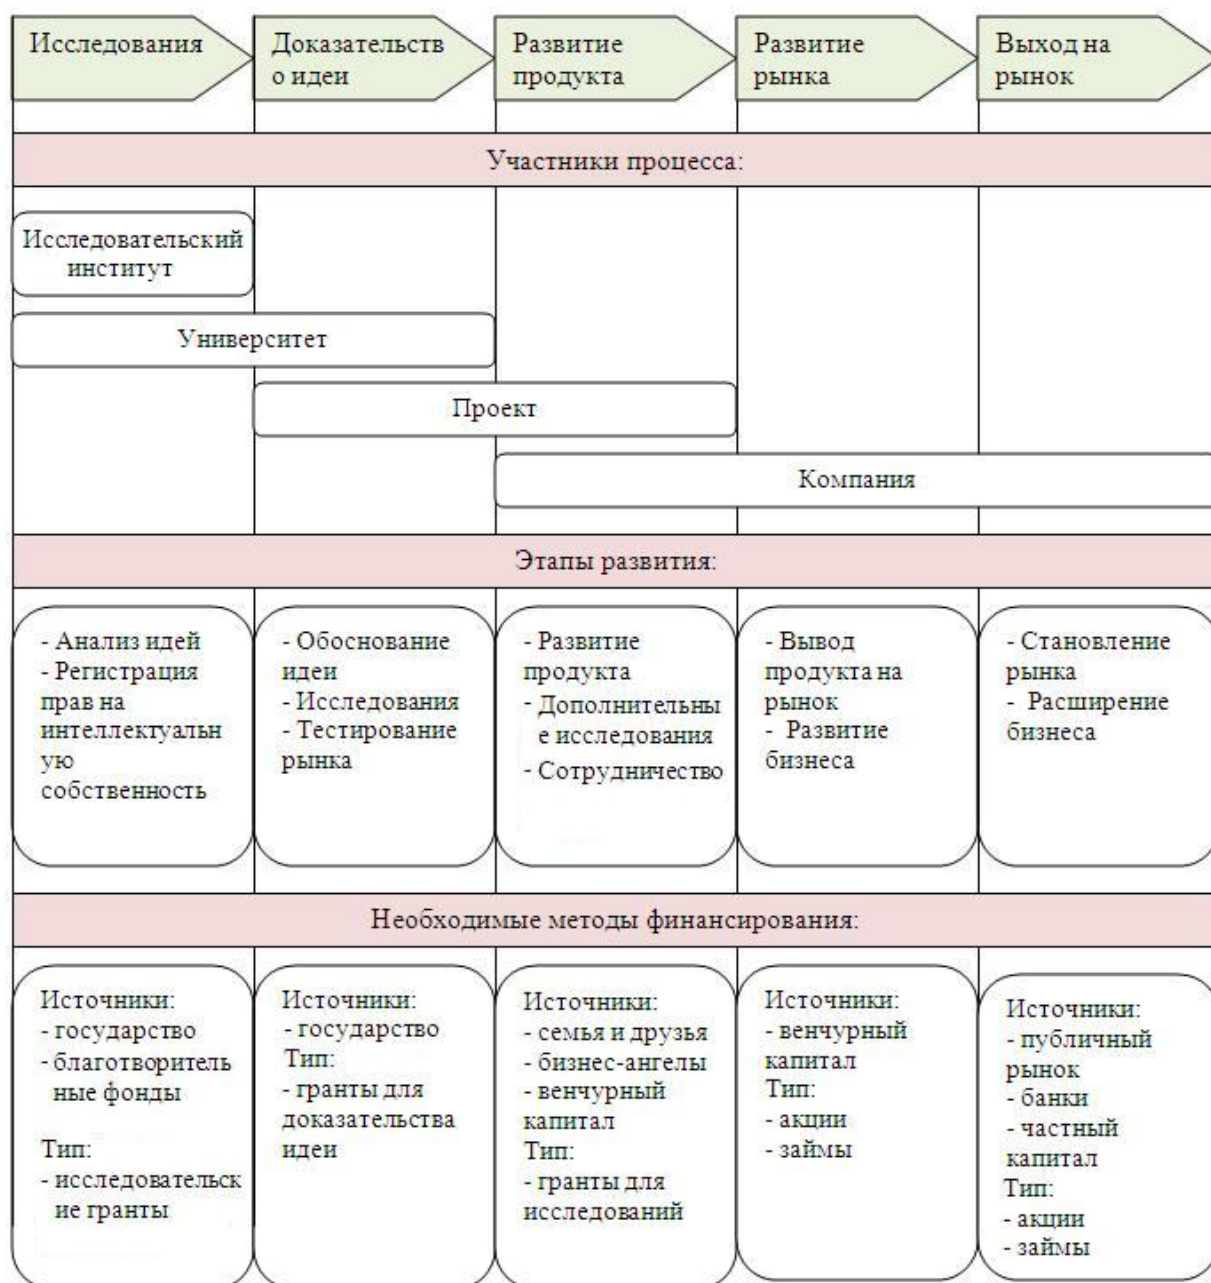 Исследования
Доказательств
о идеи
Развитие
продукта
Развитие
рынка
Выход на
рынок
Участники процесса:
Исследовательский
институт
Университет
Проект
Компания
Этапы развития:
- Анализ идей
- Регистрация
прав на
интеллектуальн
ую
собственность
- Обоснование
идеи
- Исследования
- Тестирование
рынка
- Развитие
продукта
- Дополнительны
е исследования
- Сотрудничество
- Вывод
продукта на
рынок
- Развитие
бизнеса
- Становление
рынка
- Расширение
бизнеса
Необходимые методы финансирования:
Источники:
- государство
- благотворитель
ные фонды
Тип:
- исследовательск
ие гранты
Источники:
- государство
Тип:
- гранты для
доказательства
идеи
Источники:
- семья и друзья
- бизнес-ангелы
- венчурный
капитал
Тип:
- гранты для
исследований
Источники:
- венчурный
капитал
Тип:
- акции
- займы
Источники:
- публичный
рынок
- банки
- частный
капитал
Тип:
- акции
- займы